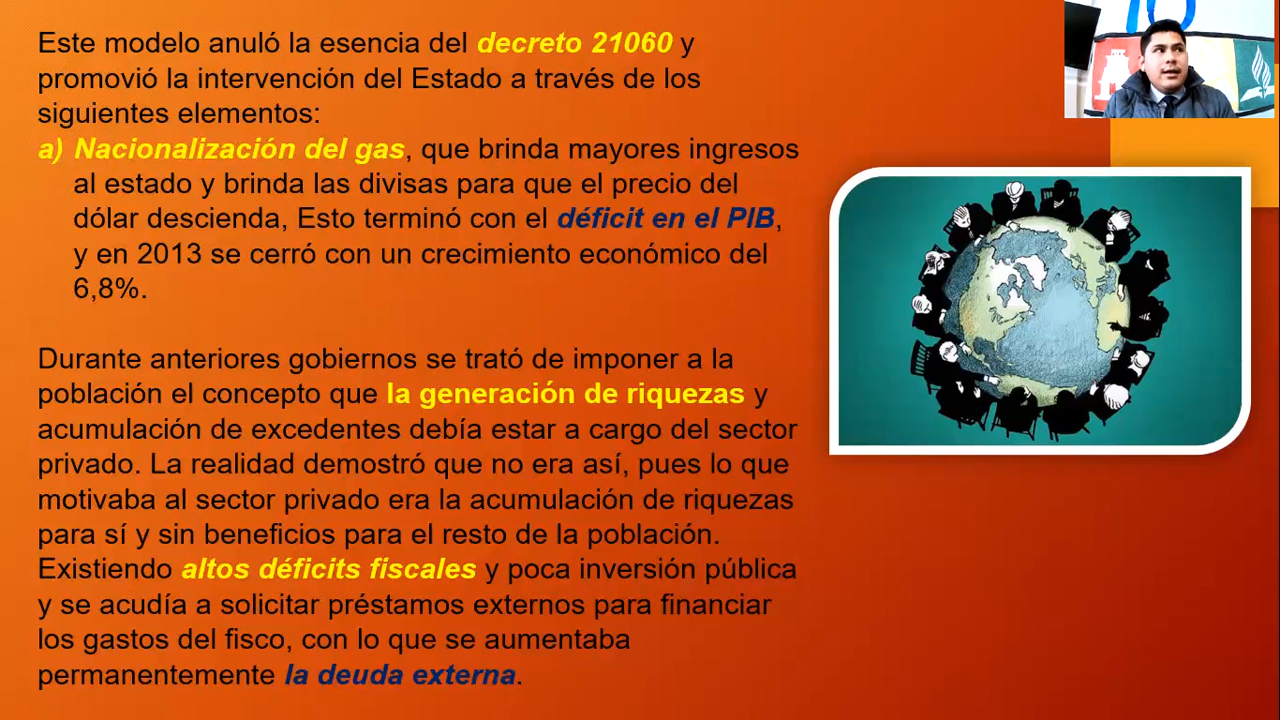 Este modelo anuló la esencia del decreto 21060 y
promovió la intervención del Estado a través de los
siguientes elementos:
a) Nacionalización del gas, que brinda mayores ingresos
al estado y brinda las divisas para que el precio del
dólar descienda, Esto terminó con el déficit en el PIB,
y en 2013 se cerró con un crecimiento económico del
6,8%.
Durante anteriores gobiernos se trató de imponer a la
población el concepto que la generación de riquezas y
acumulación de excedentes debía estar a cargo del sector
privado. La realidad demostró que no era así, pues lo que
motivaba al sector privado era la acumulación de riquezas
para sí y sin beneficios para el resto de la población.
Existiendo altos déficits fiscales y poca inversión pública
y se acudía a solicitar préstamos externos para financiar
los gastos del fisco, con lo que se aumentaba
permanentemente la deuda externa.